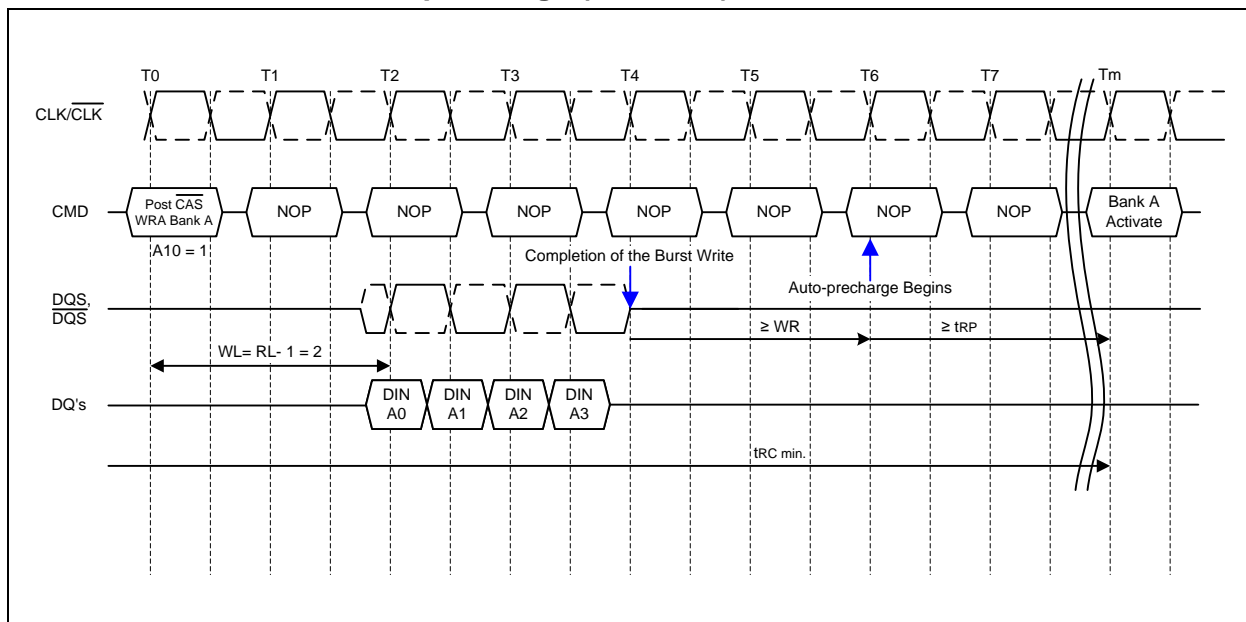 T0 T1 T2 T3 T4 T5 T6 T7 Tm
CLK/CLK
CMD
Post CAS
WRA Bank A
NOP NOP NOP NOP NOP NOP NOP
Bank A
Activate
A10 = 1
Completion of the Burst Write
Auto-precharge Begins
DQS,
DQS
≥ WR
≥ tRP
WL= RL- 1 = 2
DQ's
DIN
A0
DIN
A1
DIN
A2
DIN
A3
tRC min.